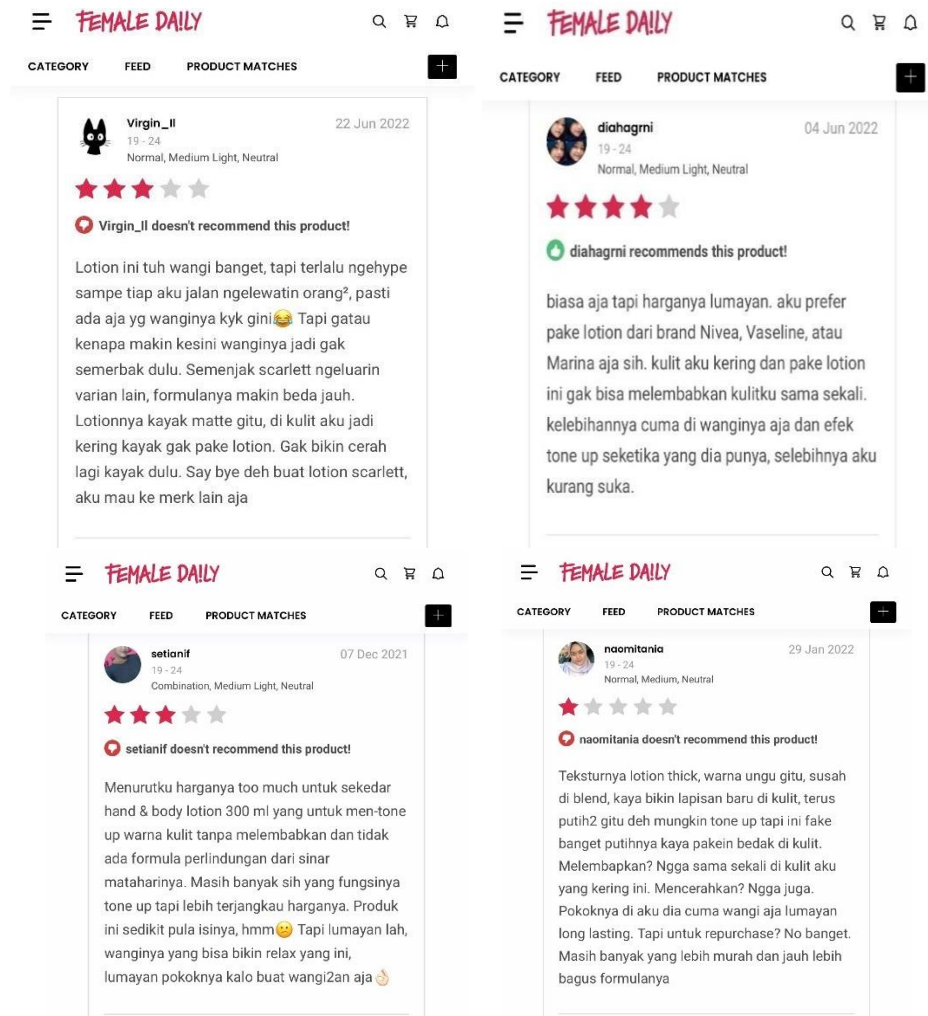 FEMALE DA!LY
CATEGORY FEED PRODUCT MATCHES
Virgin_ll 22 Jun 2022
19 - 24
Normal, Medium Light, Neutral
Virgin_ll doesn't recommend this product!
Lotion ini tuh wangi banget, tapi terlalu ngehype
sampe tiap aku jalan ngelewatin orang², pasti
ada aja yg wanginya kyk gini😂 Tapi gatau
kenapa makin kesini wanginya jadi gak
semerbak dulu. Semenjak scarlett ngeluarin
varian lain, formulanya makin beda jauh.
Lotionnya kayak matte gitu, di kulit aku jadi
kering kayak gak pake lotion. Gak bikin cerah
lagi kayak dulu. Say bye deh buat lotion scarlett,
aku mau ke merk lain aja
FEMALE DA!LY
CATEGORY FEED PRODUCT MATCHES
diahagrni 04 Jun 2022
19 - 24
Normal, Medium Light, Neutral
diahagrni recommends this product!
biasa aja tapi harganya lumayan. aku prefer
pake lotion dari brand Nivea, Vaseline, atau
Marina aja sih. kulit aku kering dan pake lotion
ini gak bisa melembabkan kulitku sama sekali.
kelebihannya cuma di wanginya aja dan efek
tone up seketika yang dia punya, selebihnya aku
kurang suka.
FEMALE DA!LY
CATEGORY FEED PRODUCT MATCHES
setianif 07 Dec 2021
19 - 24
Combination, Medium Light, Neutral
setianif doesn't recommend this product!
Menurutku harganya too much untuk sekedar
hand & body lotion 300 ml yang untuk men-tone
up warna kulit tanpa melembabkan dan tidak
ada formula perlindungan dari sinar
mataharinya. Masih banyak sih yang fungsinya
tone up tapi lebih terjangkau harganya. Produk
ini sedikit pula isinya, hmm😕 Tapi lumayan lah,
wanginya yang bisa bikin relax yang ini,
lumayan pokoknya kalo buat wangi2an aja👌🏻
FEMALE DA!LY
CATEGORY FEED PRODUCT MATCHES
naomitania 29 Jan 2022
19 - 24
Normal, Medium, Neutral
naomitania doesn't recommend this product!
Teksturnya lotion thick, warna ungu gitu, susah
di blend, kaya bikin lapisan baru di kulit, terus
putih2 gitu deh mungkin tone up tapi ini fake
banget putihnya kaya pakein bedak di kulit.
Melembapkan? Ngga sama sekali di kulit aku
yang kering ini. Mencerahkan? Ngga juga.
Pokoknya di aku dia cuma wangi aja lumayan
long lasting. Tapi untuk repurchase? No banget.
Masih banyak yang lebih murah dan jauh lebih
bagus formulanya